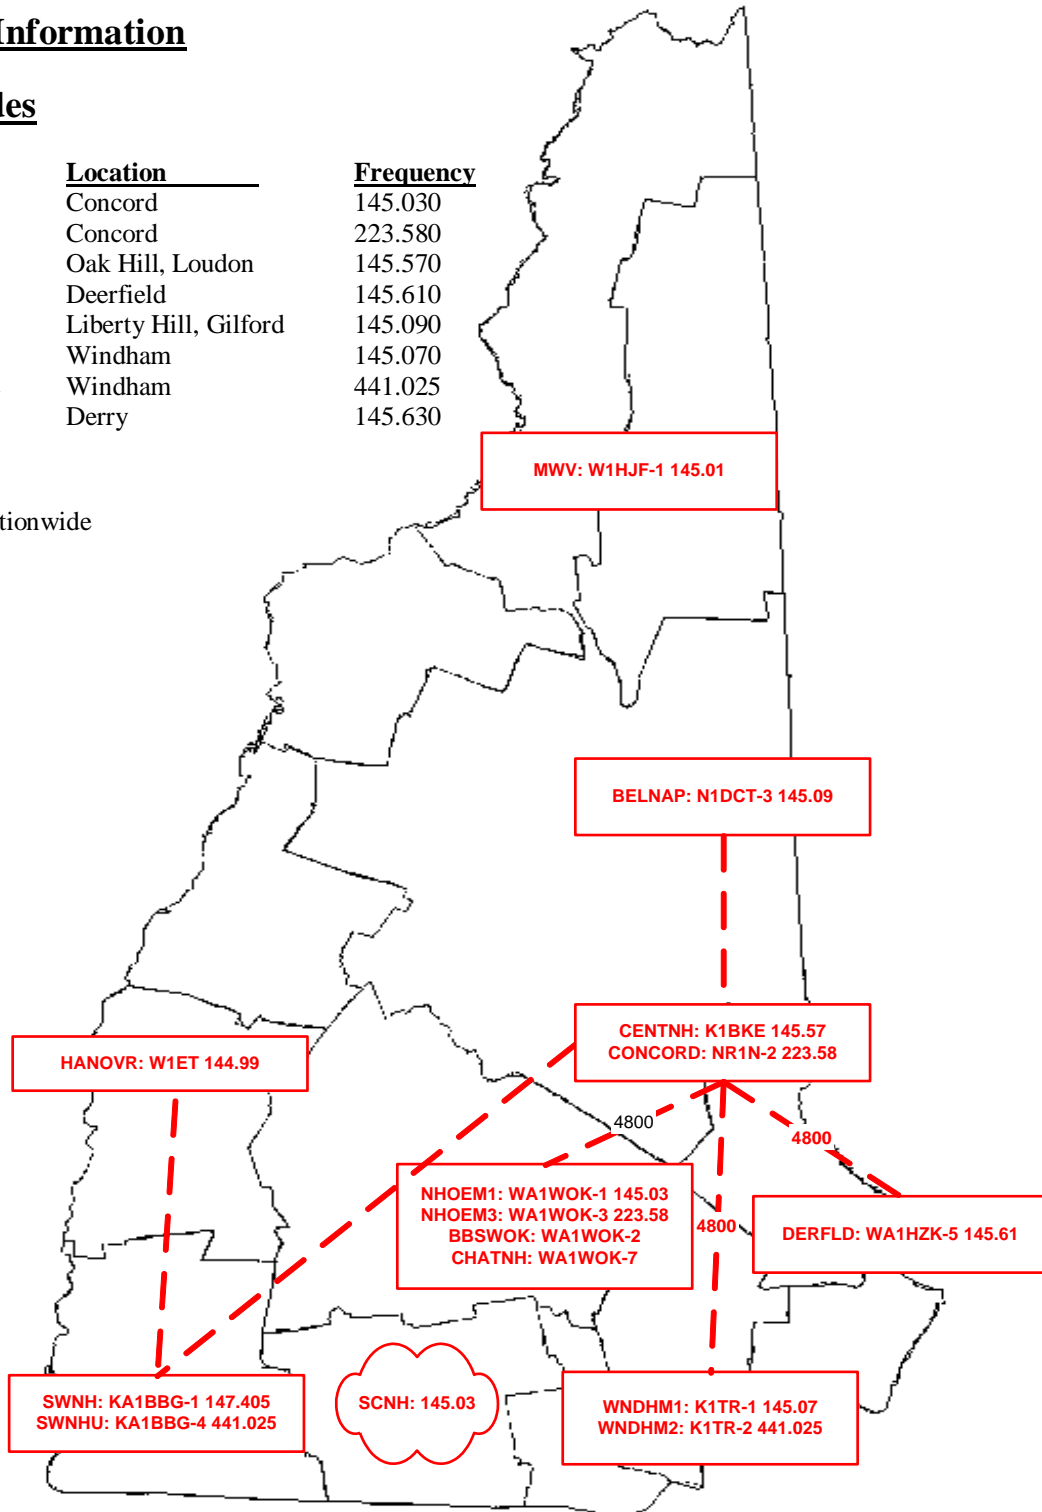 Information
des
Location Frequency
Concord 145.030
Concord 223.580
Oak Hill, Loudon 145.570
Deerfield 145.610
Liberty Hill, Gilford 145.090
Windham 145.070
Windham 441.025
Derry 145.630
MWV: W1HJF-1 145.01
tionwide
BELNAP: N1DCT-3 145.09
CENTNH: K1BKE 145.57
CONCORD: NR1N-2 223.58
HANOVR: W1ET 144.99
4800
4800
NHOEM1: WA1WOK-1 145.03
NHOEM3: WA1WOK-3 223.58
BBSWOK: WA1WOK-2
CHATNH: WA1WOK-7
4800
DERFLD: WA1HZK-5 145.61
SWNH: KA1BBG-1 147.405
SWNHU: KA1BBG-4 441.025
SCNH: 145.03
WNDHM1: K1TR-1 145.07
WNDHM2: K1TR-2 441.025